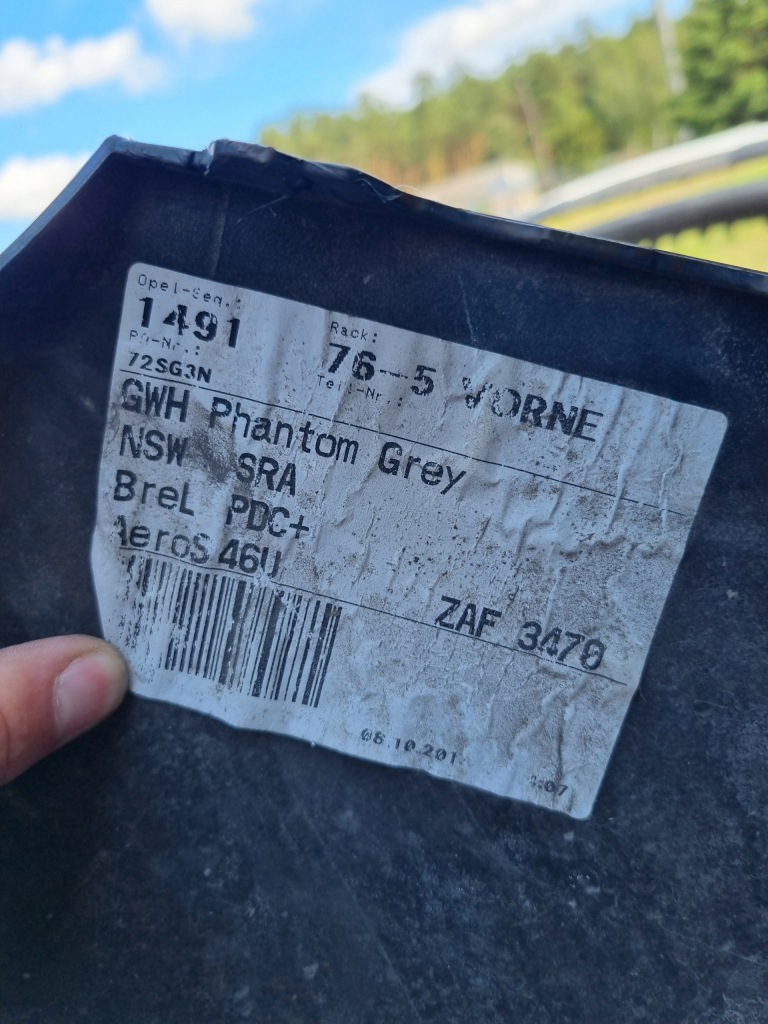 Opel-Seq.:
1491
Rack:
76-5 VORNE
PO-Nr.:
72SG3N
Teil-Nr.:
GWH Phantom Grey
NSW SRA
BreL PDC+
AeroS 46U
ZAF 3470